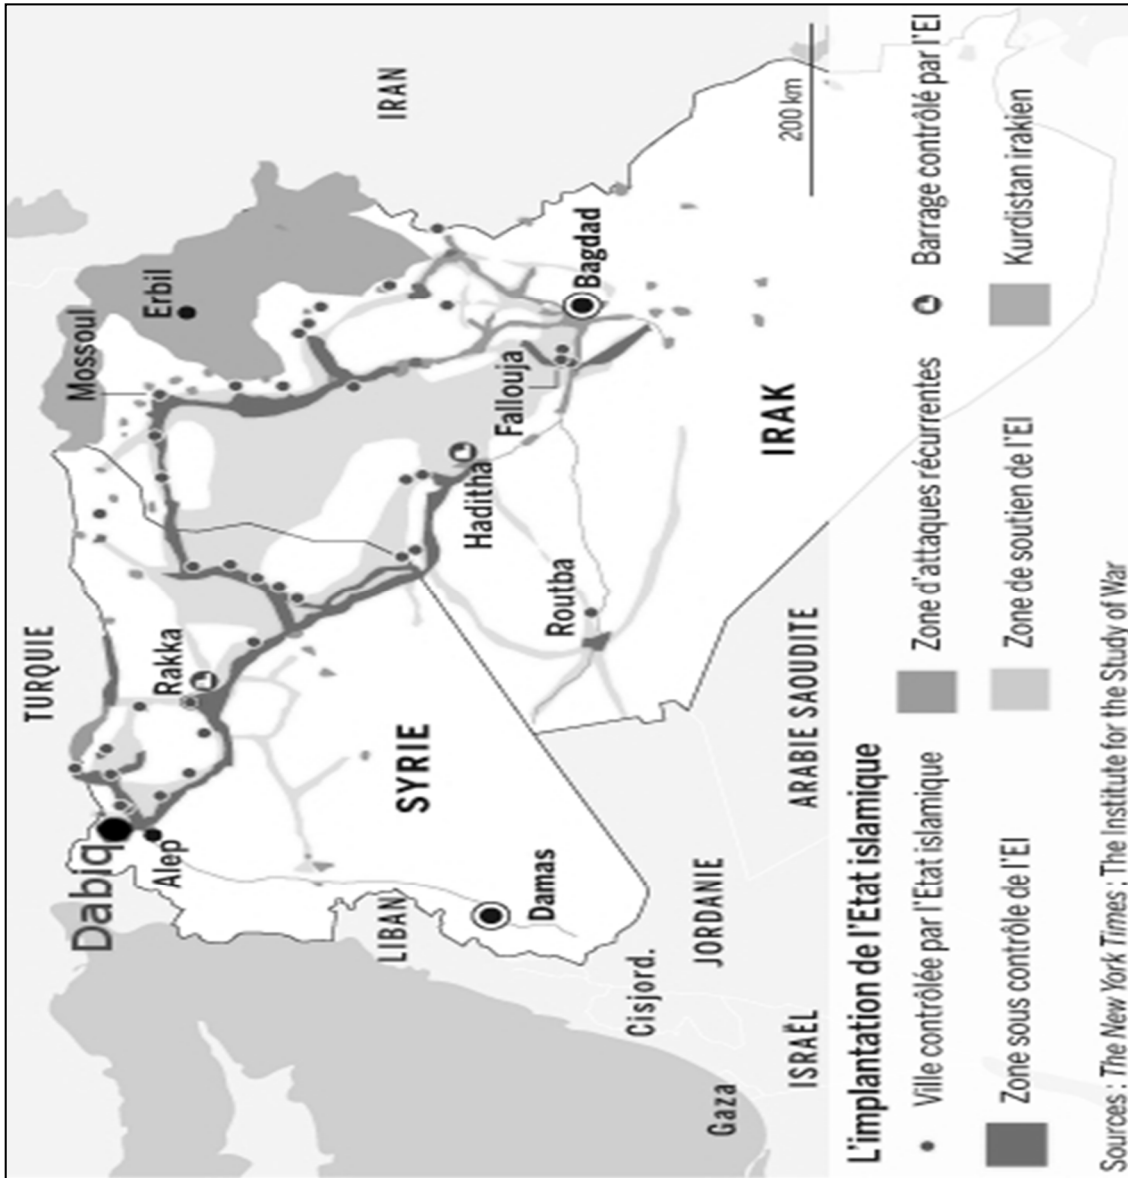 TURQUIE
Mossoul
Erbil
IRAN
Dabiq
Alep
Rakka
SYRIE
LIBAN
Damas
Haditha
Fallouja
Bagdad
Routba
IRAK
Cisjord.
JORDANIE
Gaza
ISRAËL
ARABIE SAOUDITE
200 km
L'implantation de l'Etat islamique
Ville contrôlée par l'Etat islamique
Zone d'attaques récurrentes
Barrage contrôlé par l'EI
Zone sous contrôle de l'EI
Zone de soutien de l'EI
Kurdistan irakien
Sources : The New York Times ; The Institute for the Study of War